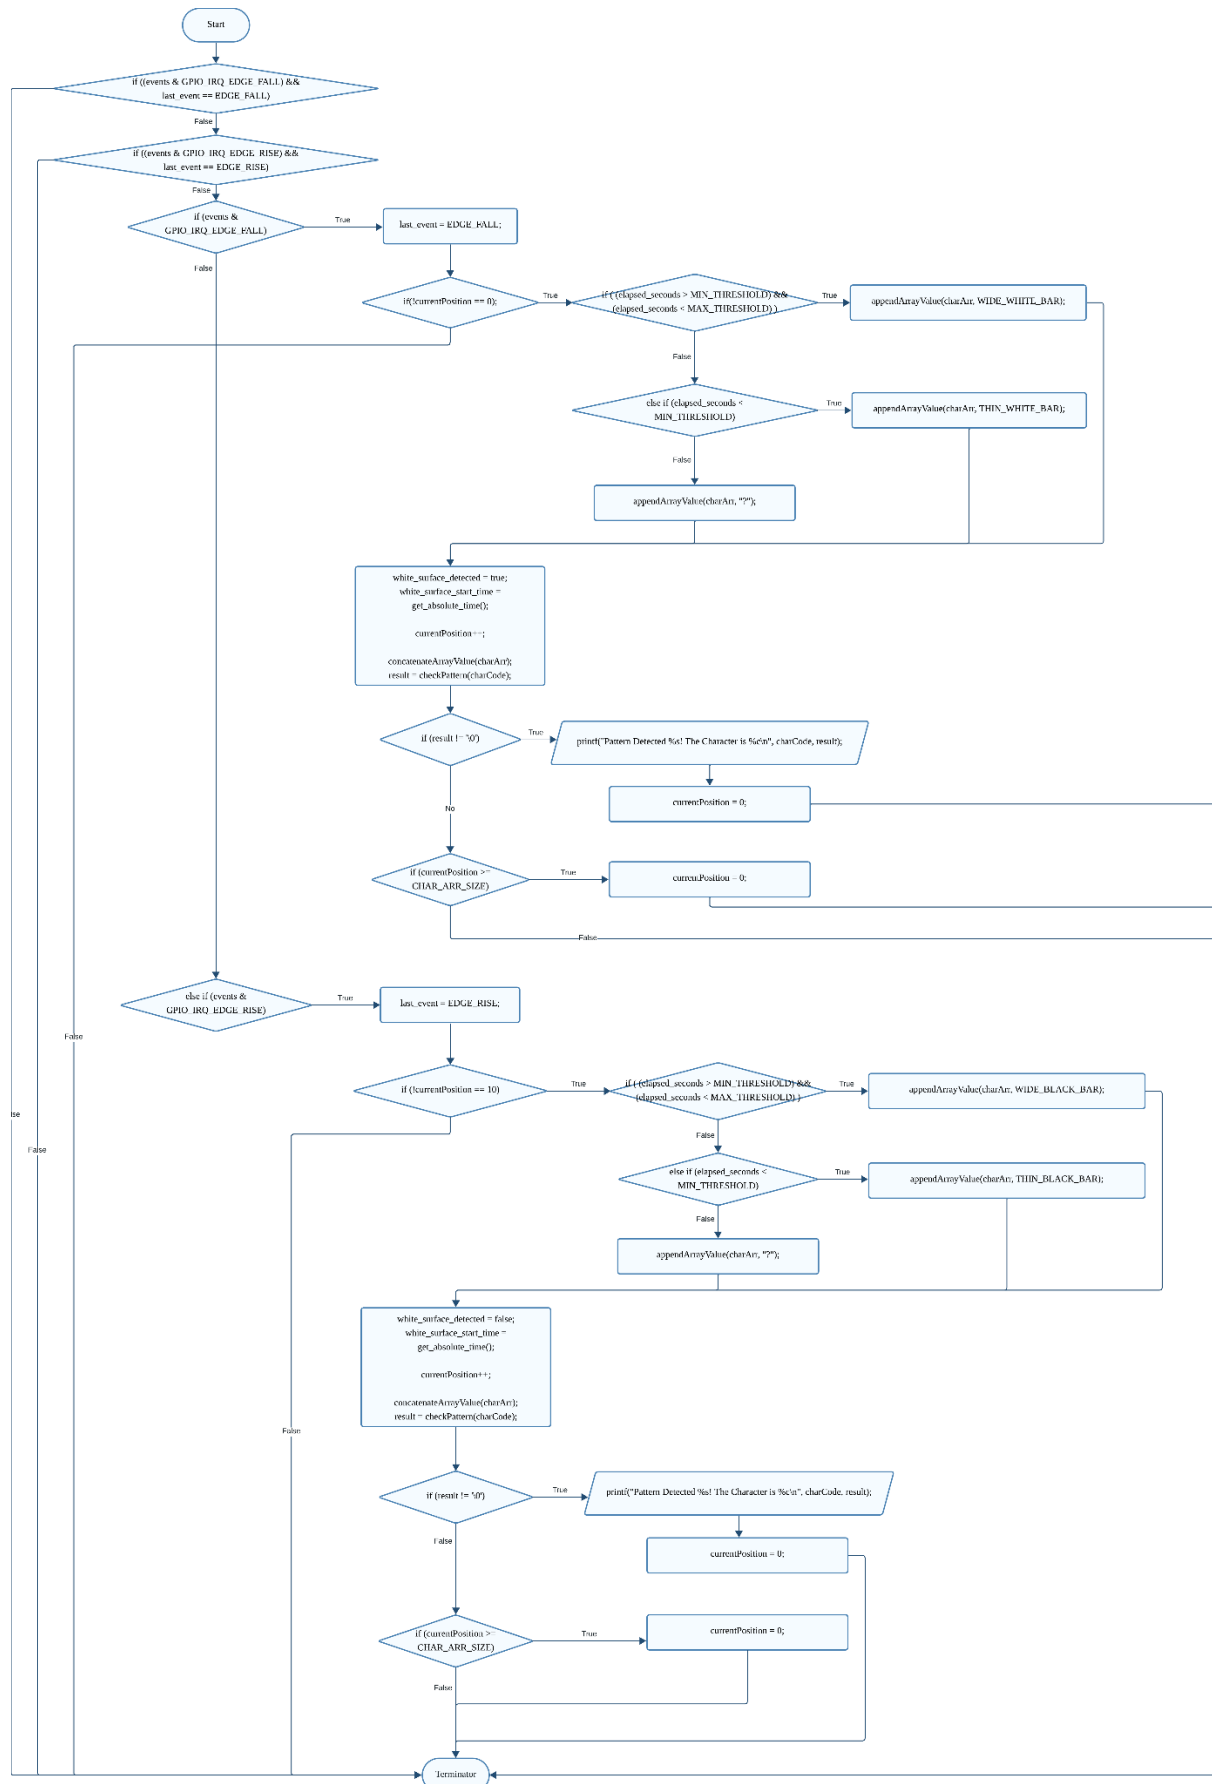 Start
if ((events & GPIO_IRQ_EDGE_FALL) &&
last_event == EDGE_FALL)
False
if ((events & GPIO_IRQ_EDGE_RISE) &&
last_event == EDGE_RISE)
False
if (events &
GPIO_IRQ_EDGE_FALL)
True
last_event = EDGE_FALL;
False
if(!currentPosition == 0);
True
if ( (elapsed_seconds > MIN_THRESHOLD) &&
(elapsed_seconds < MAX_THRESHOLD) )
True
appendArrayValue(charArr, WIDE_WHITE_BAR);
False
else if (elapsed_seconds <
MIN_THRESHOLD)
True
appendArrayValue(charArr, THIN_WHITE_BAR);
False
appendArrayValue(charArr, "?");
white_surface_detected = true;
white_surface_start_time =
get_absolute_time();
currentPosition++;
concatenateArrayValue(charArr);
result = checkPattern(charCode);
if (result != '\0')
True
printf("Pattern Detected %s! The Character is %c\n", charCode, result);
currentPosition = 0;
No
if (currentPosition >=
CHAR_ARR_SIZE)
True
currentPosition = 0;
False
else if (events &
GPIO_IRQ_EDGE_RISE)
True
last_event = EDGE_RISE;
False
if (!currentPosition == 10)
True
if ( (elapsed_seconds > MIN_THRESHOLD) &&
(elapsed_seconds < MAX_THRESHOLD) )
True
appendArrayValue(charArr, WIDE_BLACK_BAR);
lse
False
False
else if (elapsed_seconds <
MIN_THRESHOLD)
True
appendArrayValue(charArr, THIN_BLACK_BAR);
False
appendArrayValue(charArr, "?");
white_surface_detected = false;
white_surface_start_time =
get_absolute_time();
currentPosition++;
concatenateArrayValue(charArr);
result = checkPattern(charCode);
False
if (result != '\0')
True
printf("Pattern Detected %s! The Character is %c\n", charCode, result);
False
currentPosition = 0;
if (currentPosition >=
CHAR_ARR_SIZE)
True
currentPosition = 0;
False
Terminator